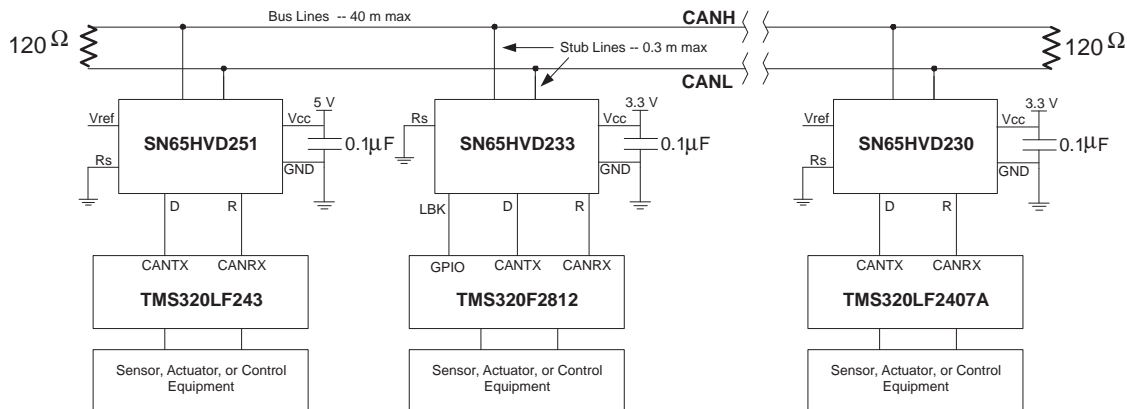 Bus Lines -- 40 m max
CANH
120 Ω
Stub Lines -- 0.3 m max
120 Ω
CANL
5 V
Vref
Vcc
SN65HVD251
0.1µF
Rs
GND
D
R
3.3 V
Rs
Vcc
SN65HVD233
0.1µF
GND
LBK
D
R
3.3 V
Vref
Vcc
SN65HVD230
0.1µF
Rs
GND
D
R
CANTX
CANRX
TMS320LF243
GPIO
CANTX
CANRX
TMS320F2812
CANTX
CANRX
TMS320LF2407A
Sensor, Actuator, or Control
Equipment
Sensor, Actuator, or Control
Equipment
Sensor, Actuator, or Control
Equipment